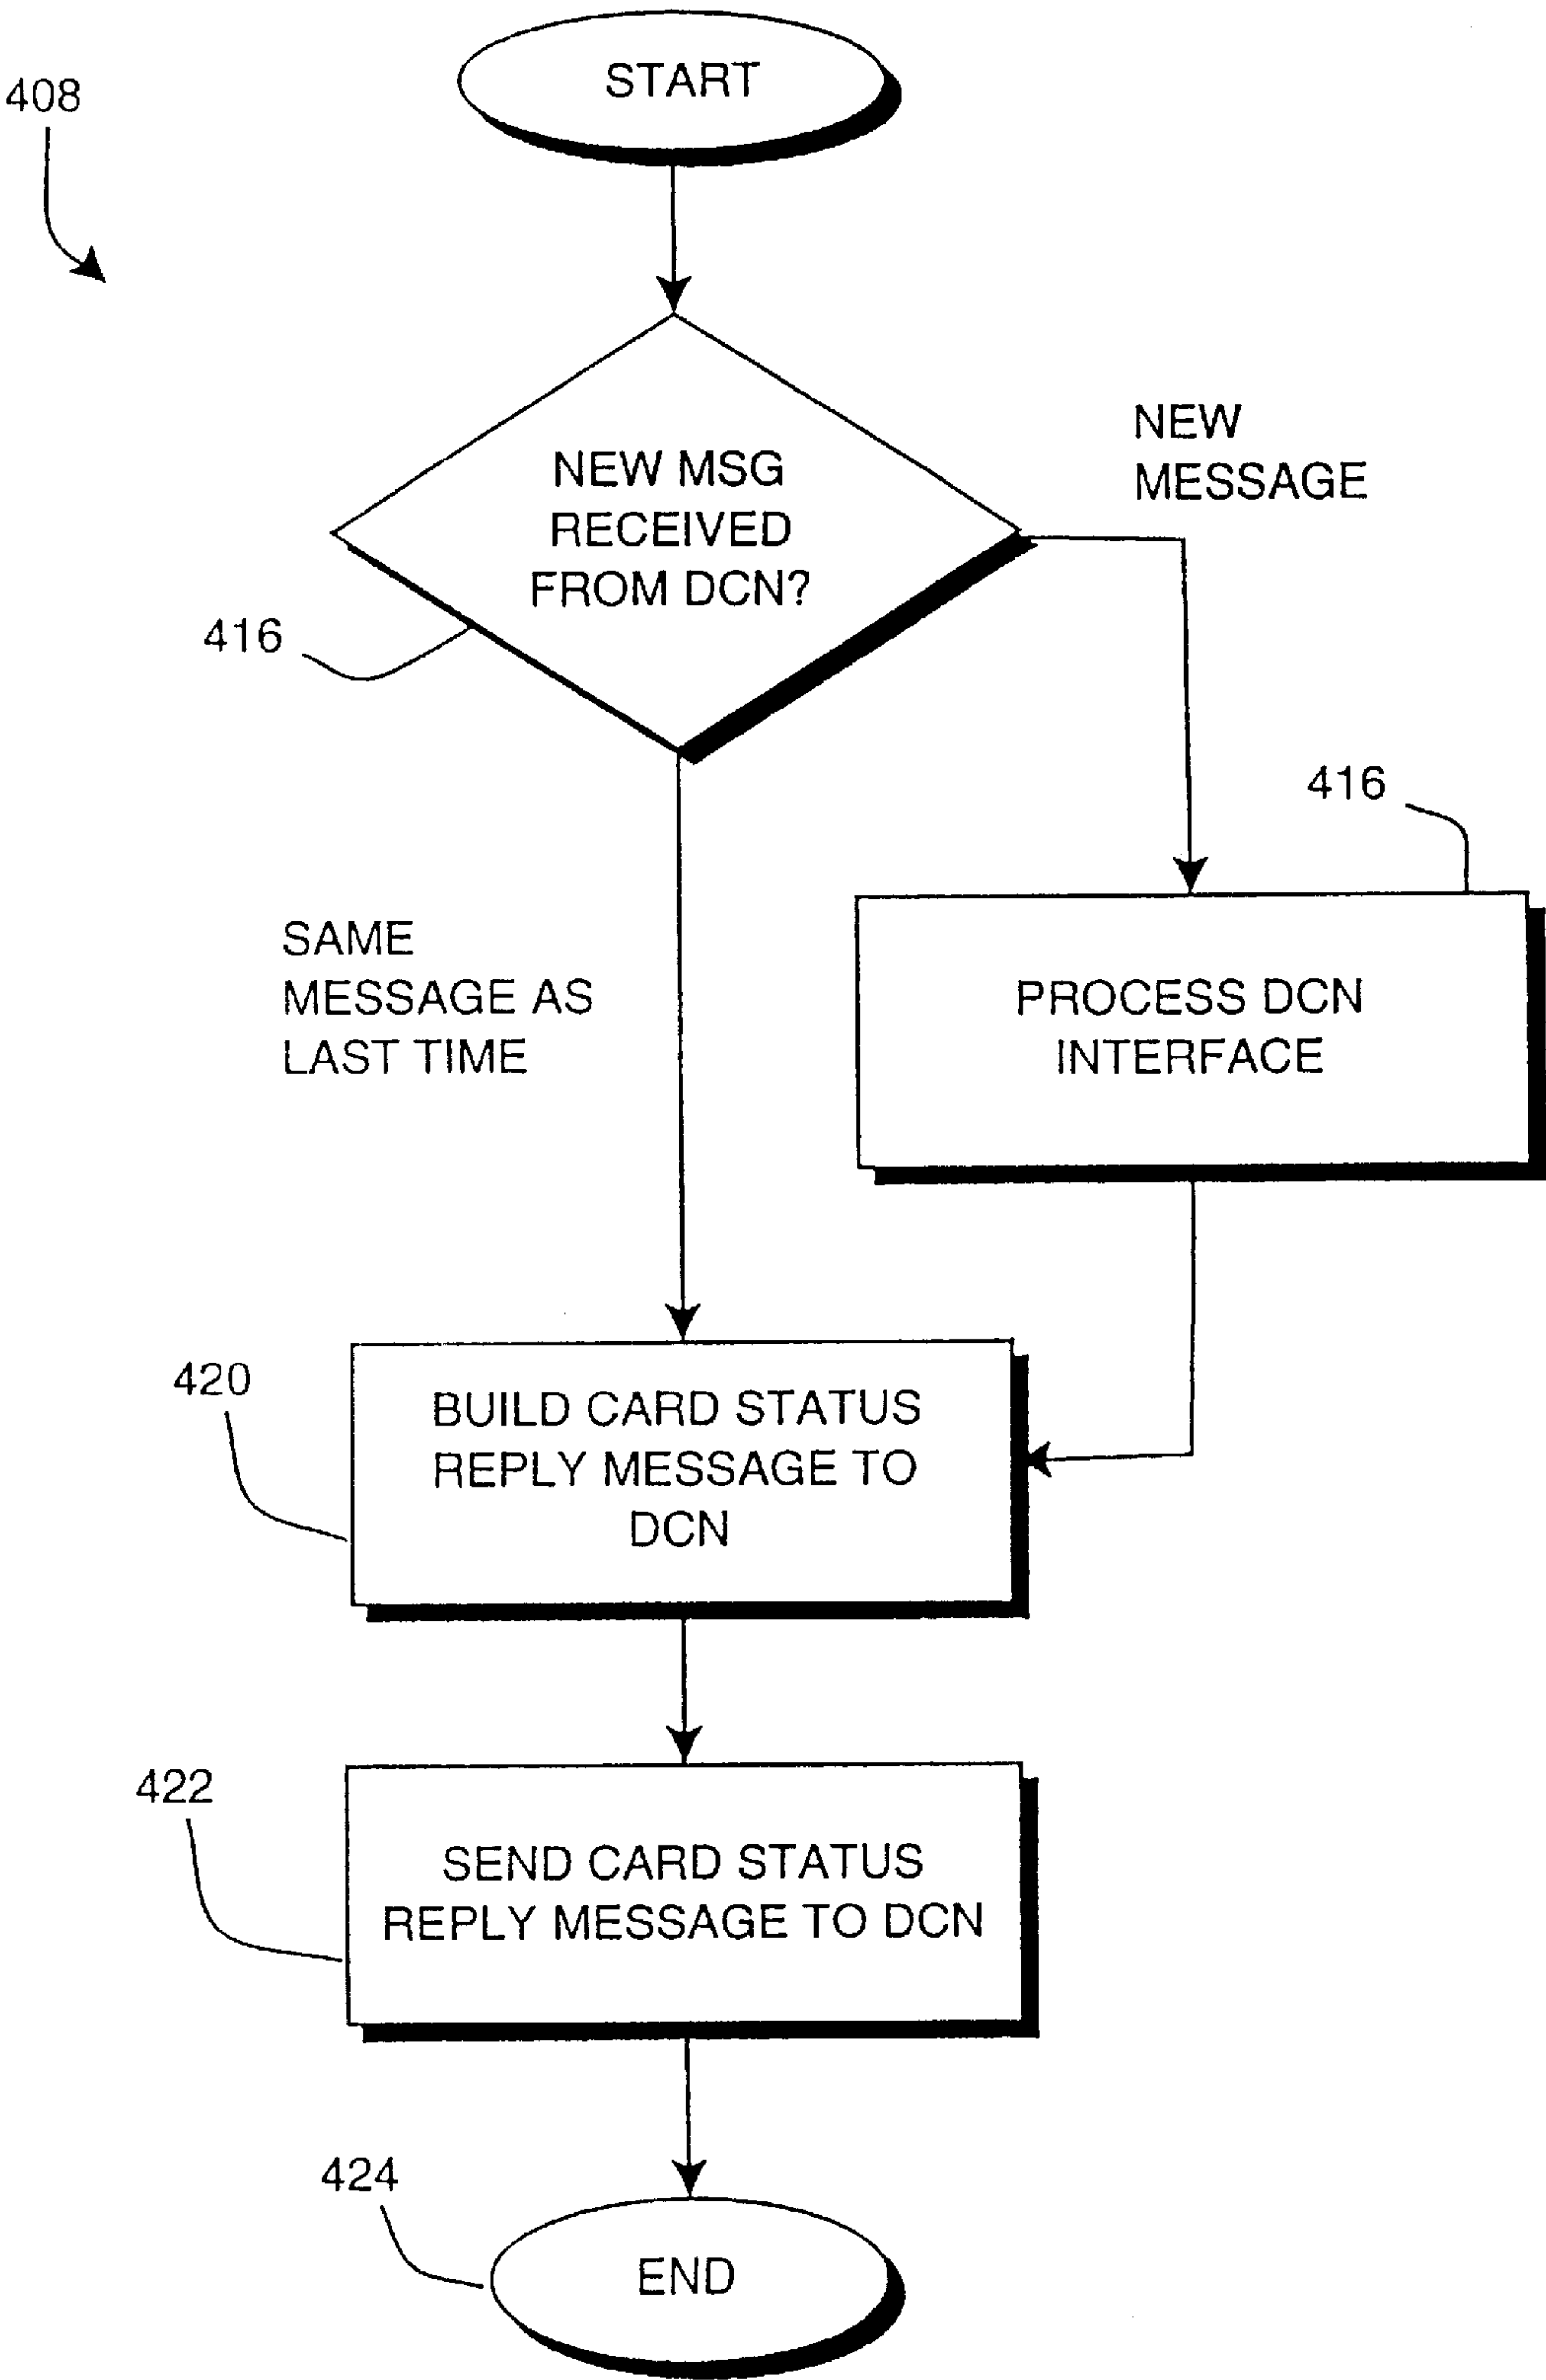 START
408
NEW MSG
RECEIVED
FROM DCN?
NEW
MESSAGE
416
416
SAME
MESSAGE AS
LAST TIME
PROCESS DCN
INTERFACE
420
BUILD CARD STATUS
REPLY MESSAGE TO
DCN
422
SEND CARD STATUS
REPLY MESSAGE TO DCN
424
END